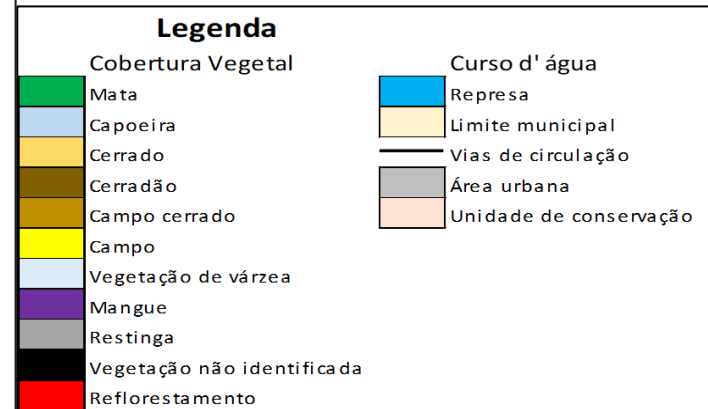 Legenda
Cobertura Vegetal
Mata
Capoeira
Cerrado
Cerradão
Campo cerrado
Campo
Vegetação de várzea
Mangue
Restinga
Vegetação não identificada
Reflorestamento
Curso d' água
Represa
Limite municipal
Vias de circulação
Área urbana
Unidade de conservação